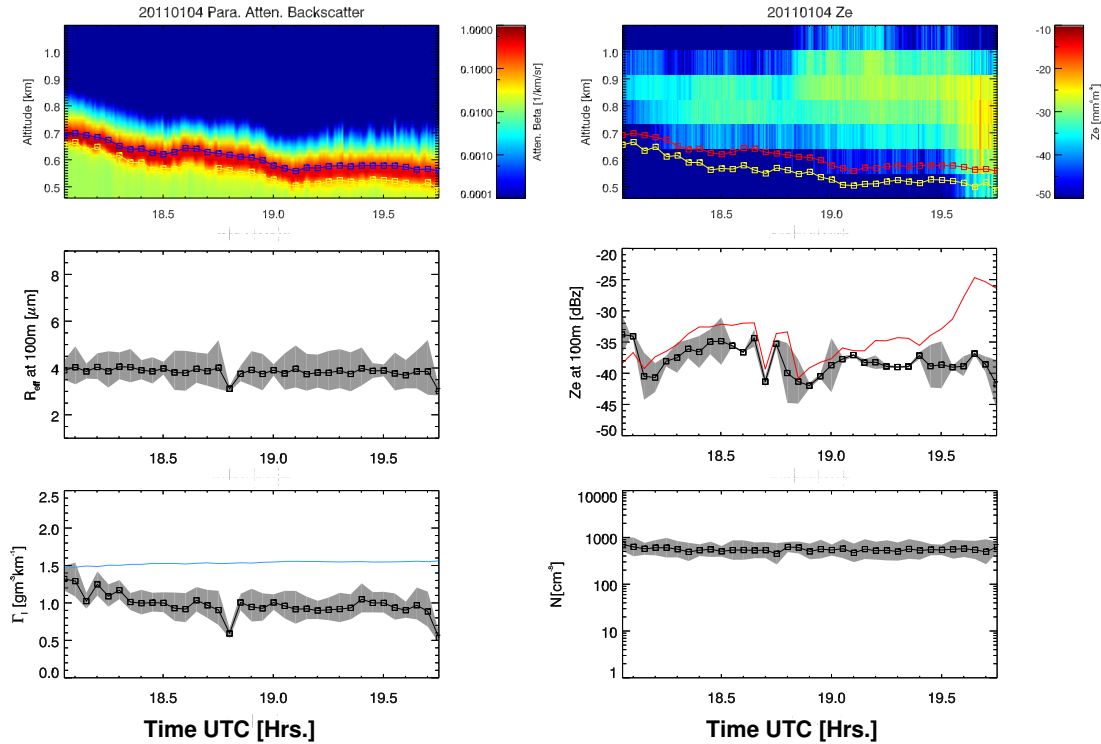 20110104 Para. Atten. Backscatter
Altitude [km]
1.0
0.9
0.8
0.7
0.6
0.5
18.5 19.0 19.5
1.0000
0.1000
0.0100
0.0010
0.0001
Atten. Beta [1/km/sr]
20110104 Ze
Altitude [km]
1.0
0.9
0.8
0.7
0.6
0.5
18.5 19.0 19.5
-10
-20
-30
-40
-50
Ze [mm⁶m⁻³]
R_eff at 100m [μm]
8
6
4
2
18.5 19.0 19.5
Ze at 100m [dBz]
-20
-25
-30
-35
-40
-45
-50
18.5 19.0 19.5
Γ_l [gm⁻³km⁻¹]
2.5
2.0
1.5
1.0
0.5
0.0
18.5 19.0 19.5
Time UTC [Hrs.]
N[cm⁻³]
10000
1000
100
10
1
18.5 19.0 19.5
Time UTC [Hrs.]